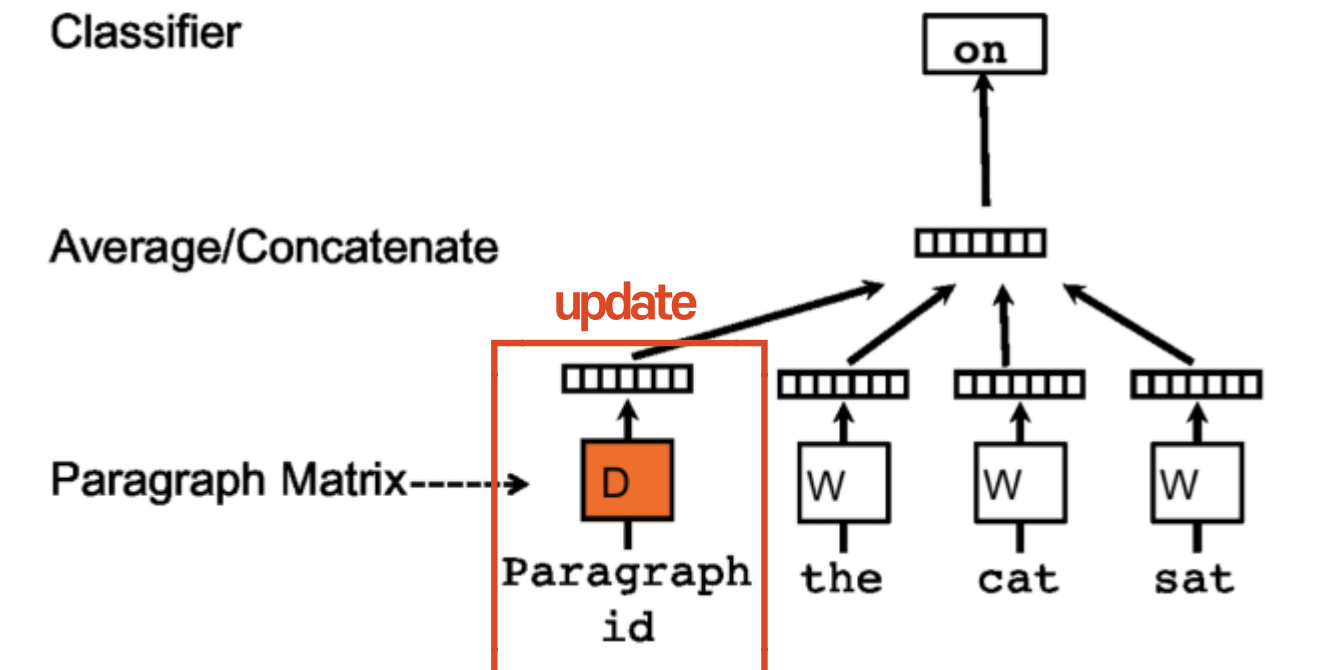 Classifier
on
Average/Concatenate
update
Paragraph Matrix
D
W
W
W
Paragraph
id
the
cat
sat